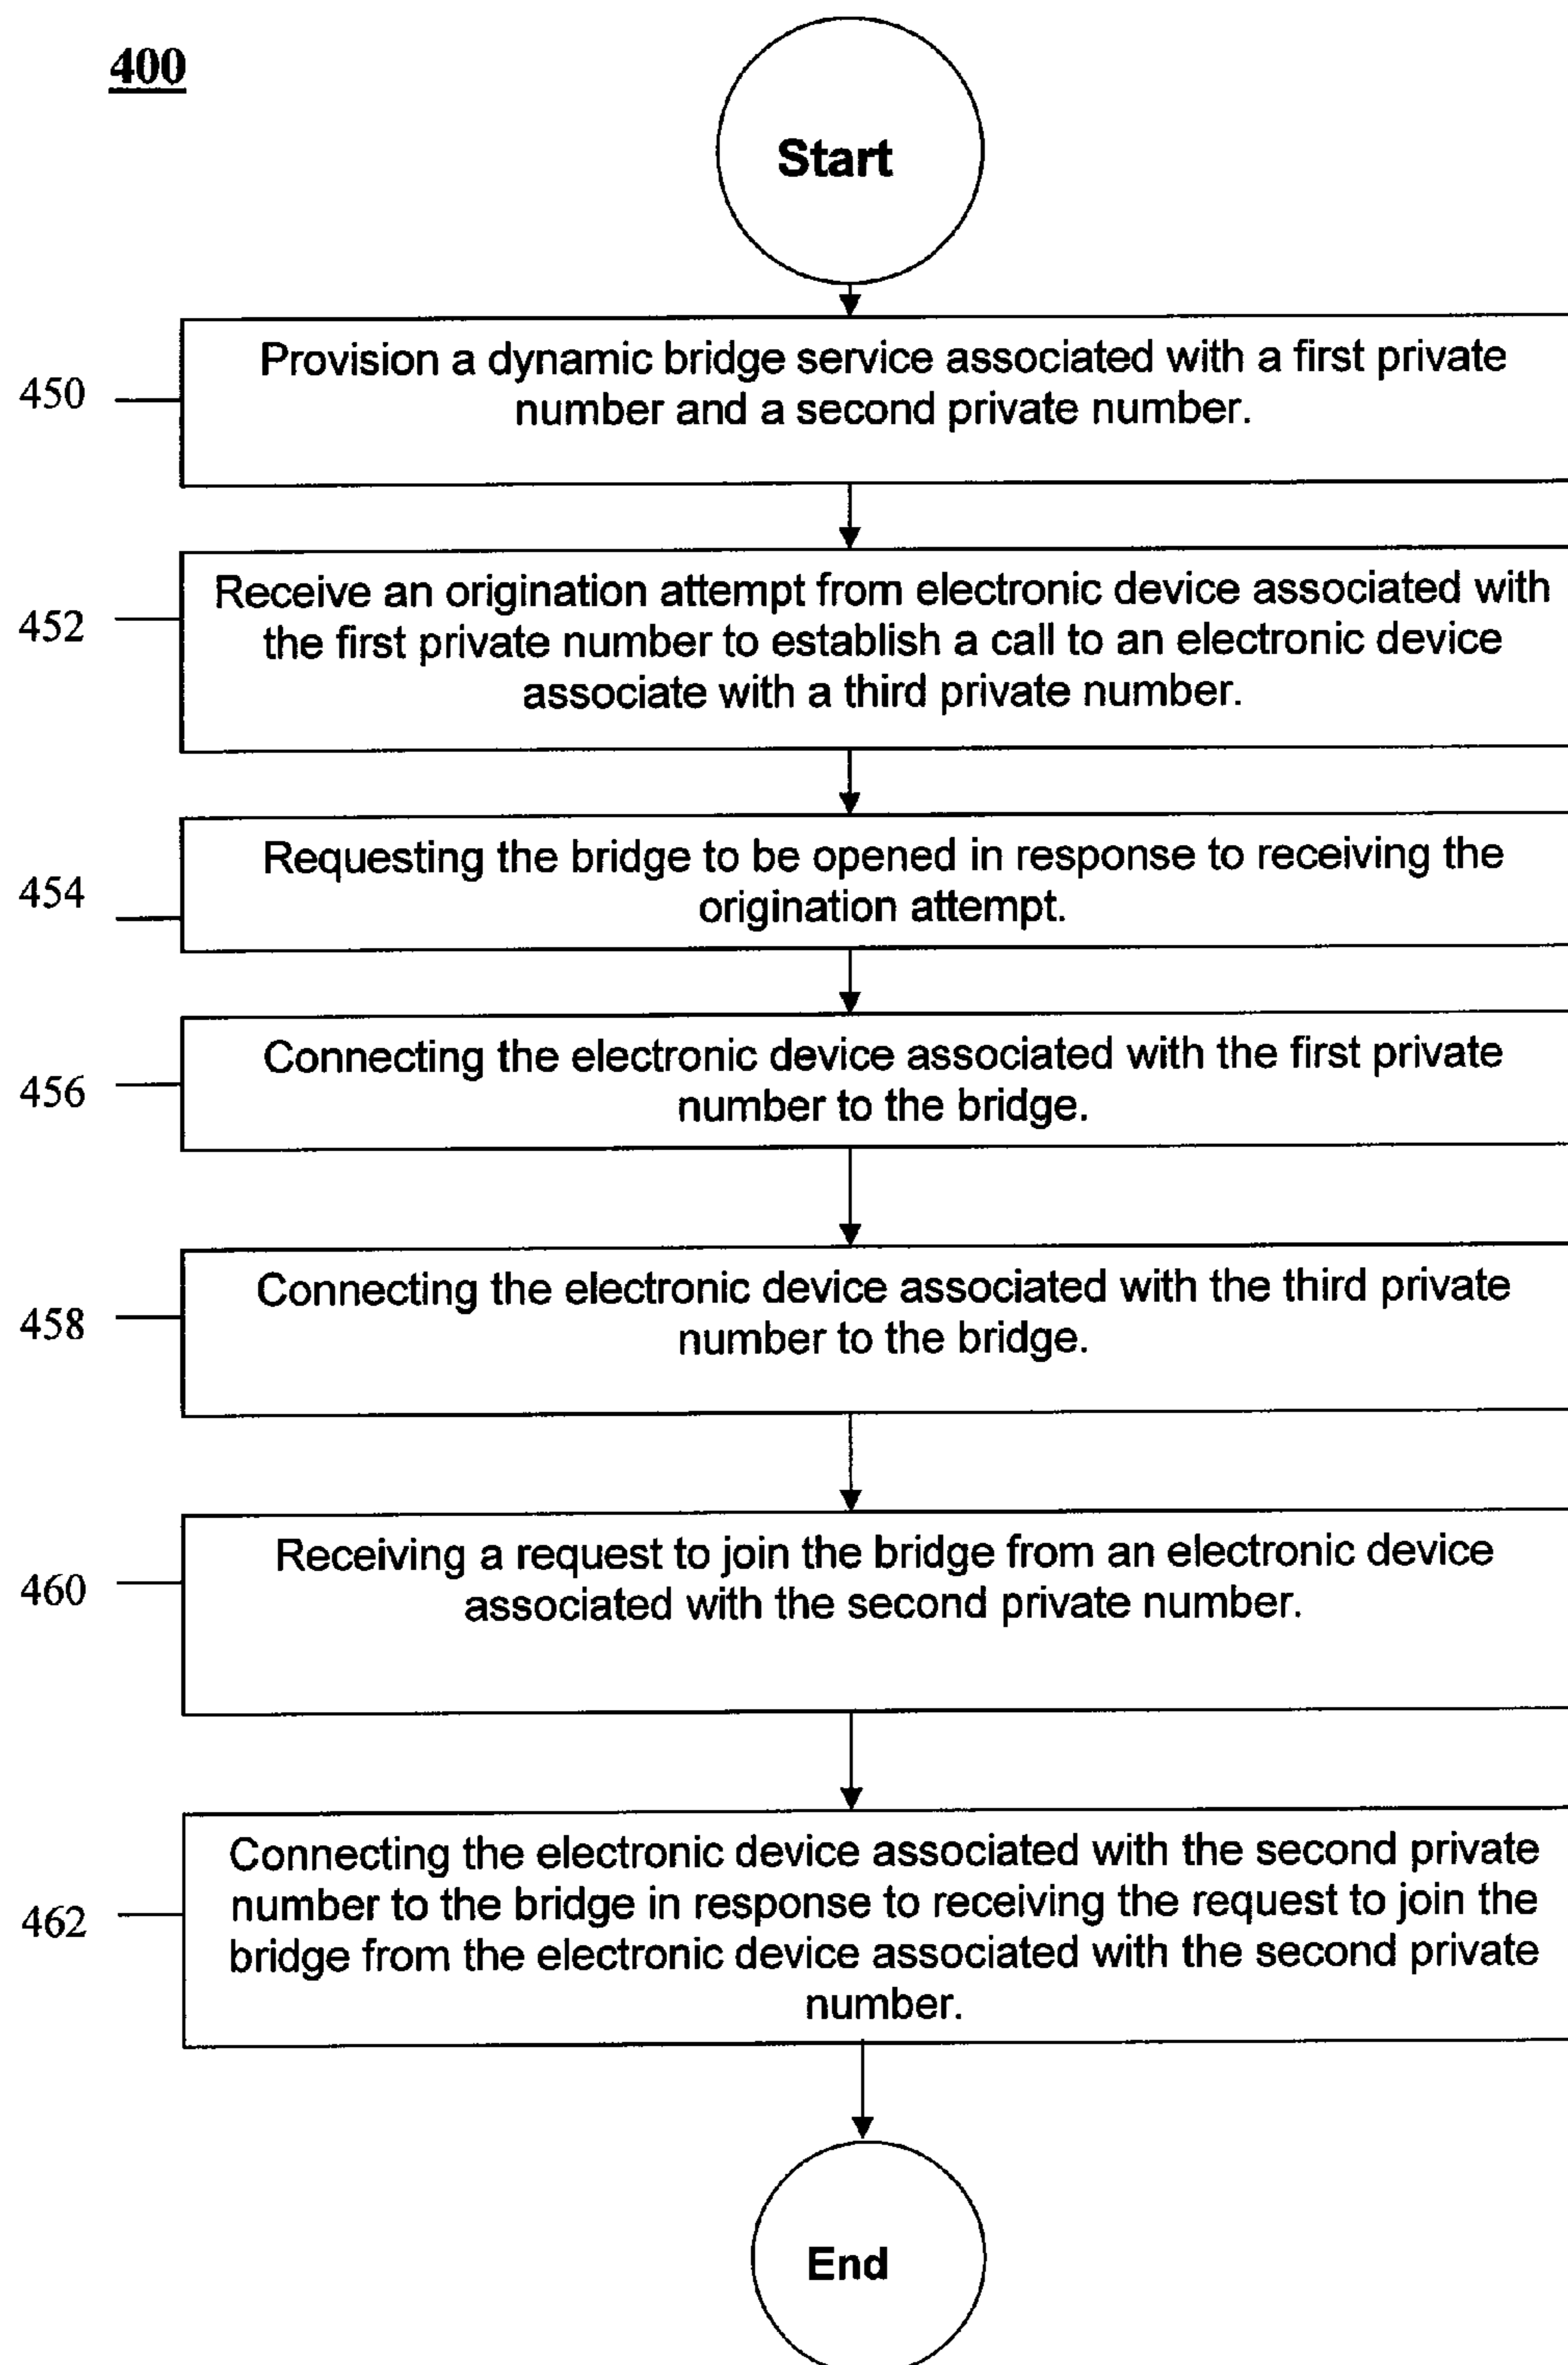 400
Start
450
Provision a dynamic bridge service associated with a first private
number and a second private number.
452
Receive an origination attempt from electronic device associated with
the first private number to establish a call to an electronic device
associate with a third private number.
454
Requesting the bridge to be opened in response to receiving the
origination attempt.
456
Connecting the electronic device associated with the first private
number to the bridge.
458
Connecting the electronic device associated with the third private
number to the bridge.
460
Receiving a request to join the bridge from an electronic device
associated with the second private number.
462
Connecting the electronic device associated with the second private
number to the bridge in response to receiving the request to join the
bridge from the electronic device associated with the second private
number.
End